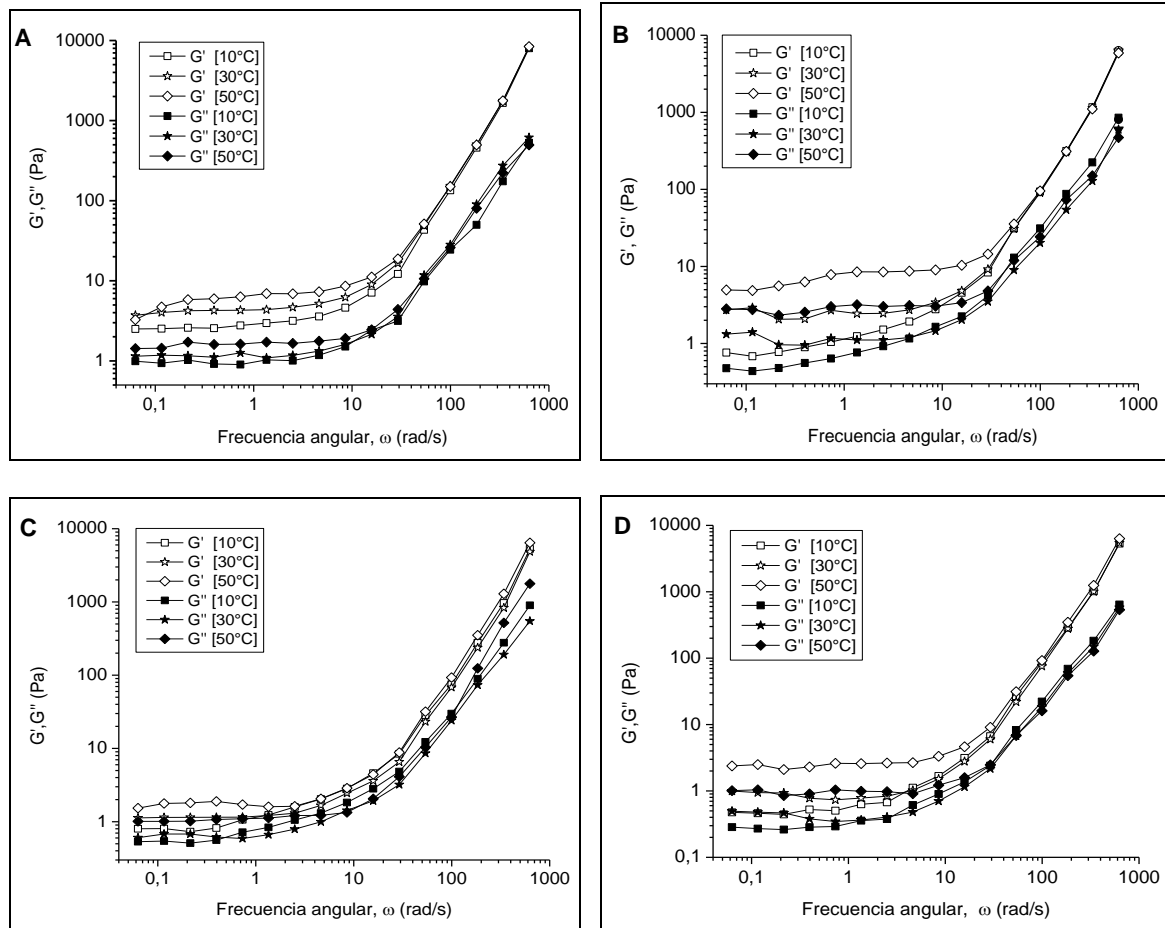 A
G' [10°C]
G' [30°C]
G' [50°C]
G'' [10°C]
G'' [30°C]
G'' [50°C]
10000
1000
100
10
1
G',G'' (Pa)
0,1 1 10 100 1000
Frecuencia angular, ω (rad/s)
B
G' [10°C]
G' [30°C]
G' [50°C]
G'' [10°C]
G'' [30°C]
G'' [50°C]
10000
1000
100
10
1
G', G'' (Pa)
0,1 1 10 100 1000
Frecuencia angular, ω (rad/s)
C
G' [10°C]
G' [30°C]
G' [50°C]
G'' [10°C]
G'' [30°C]
G'' [50°C]
10000
1000
100
10
1
G',G'' (Pa)
0,1 1 10 100 1000
Frecuencia angular, ω (rad/s)
D
G' [10°C]
G' [30°C]
G' [50°C]
G'' [10°C]
G'' [30°C]
G'' [50°C]
10000
1000
100
10
1
0,1
G',G'' (Pa)
0,1 1 10 100 1000
Frecuencia angular, ω (rad/s)